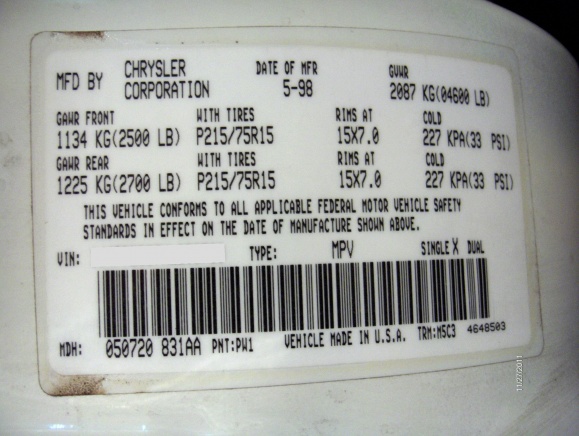 MFD BY CHRYSLER CORPORATION DATE OF MFR 5-98 GVWR 2087 KG(04600 LB)
GAWR FRONT WITH TIRES RIMS AT COLD
1134 KG(2500 LB) P215/75R15 15X7.0 227 KPA(33 PSI)
GAWR REAR WITH TIRES RIMS AT COLD
1225 KG(2700 LB) P215/75R15 15X7.0 227 KPA(33 PSI)
THIS VEHICLE CONFORMS TO ALL APPLICABLE FEDERAL MOTOR VEHICLE SAFETY
STANDARDS IN EFFECT ON THE DATE OF MANUFACTURE SHOWN ABOVE.
VIN: TYPE: MPV SINGLE X DUAL
MDH: 050720 831AA PNT:PW1 VEHICLE MADE IN U.S.A. TRM:M5C3 4648503
11/27/2011